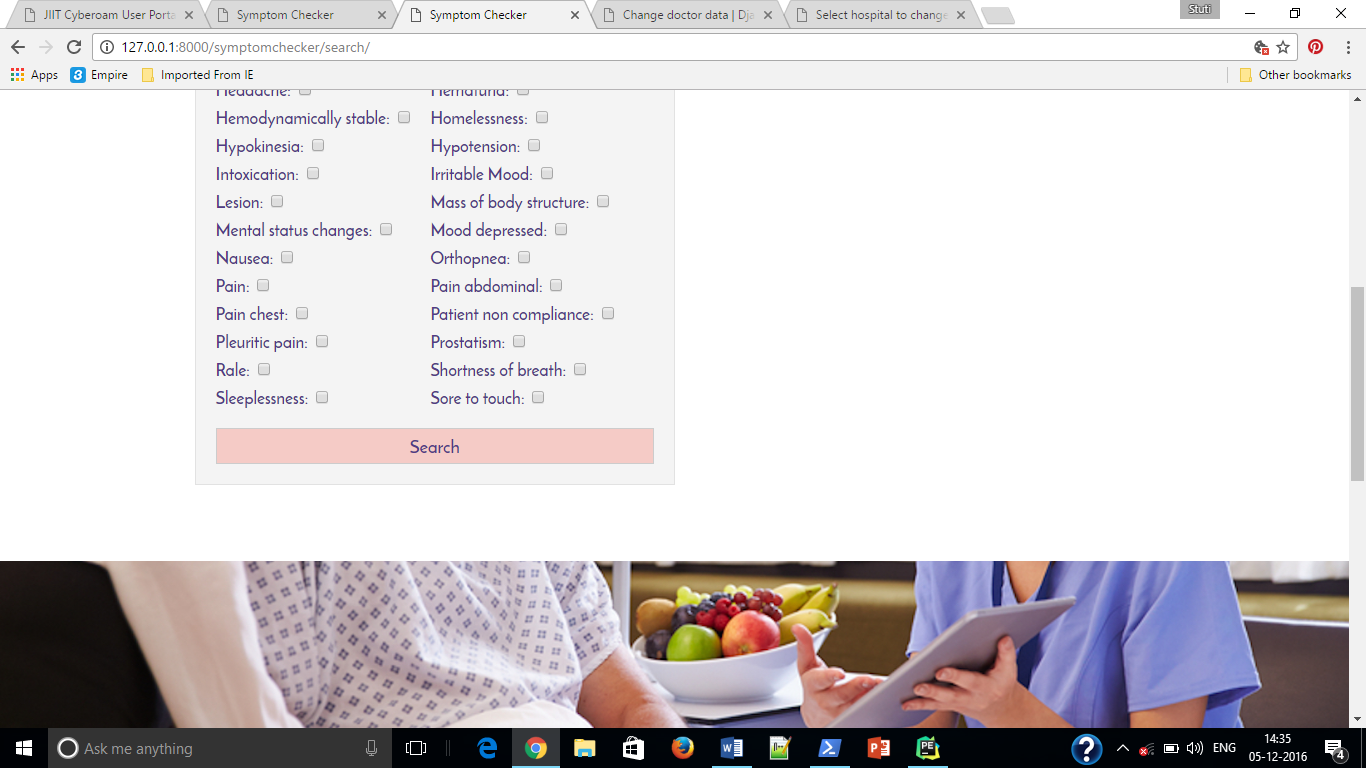 Stuti
JIIT Cyberoam User Porta
Symptom Checker
Symptom Checker
Change doctor data | Dja
Select hospital to change
127.0.0.1:8000/symptomchecker/search/
Apps
Empire
Imported From IE
Other bookmarks
Headache: Hematuria:
Hemodynamically stable: Homelessness:
Hypokinesia: Hypotension:
Intoxication: Irritable Mood:
Lesion: Mass of body structure:
Mental status changes: Mood depressed:
Nausea: Orthopnea:
Pain: Pain abdominal:
Pain chest: Patient non compliance:
Pleuritic pain: Prostatism:
Rale: Shortness of breath:
Sleeplessness: Sore to touch:
Search
Ask me anything
ENG
14:35
05-12-2016
4